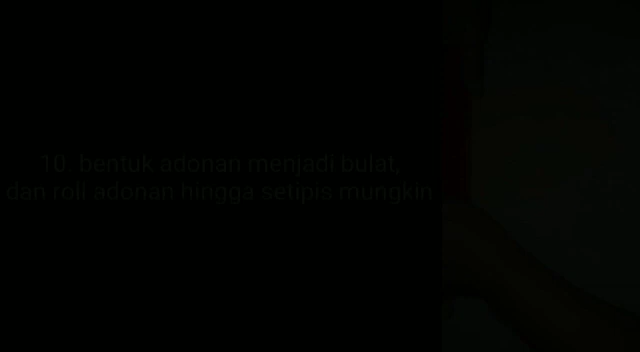 10  bentuk adonan menjadi bulat,
dan roll adonan hingga setipis mungkin